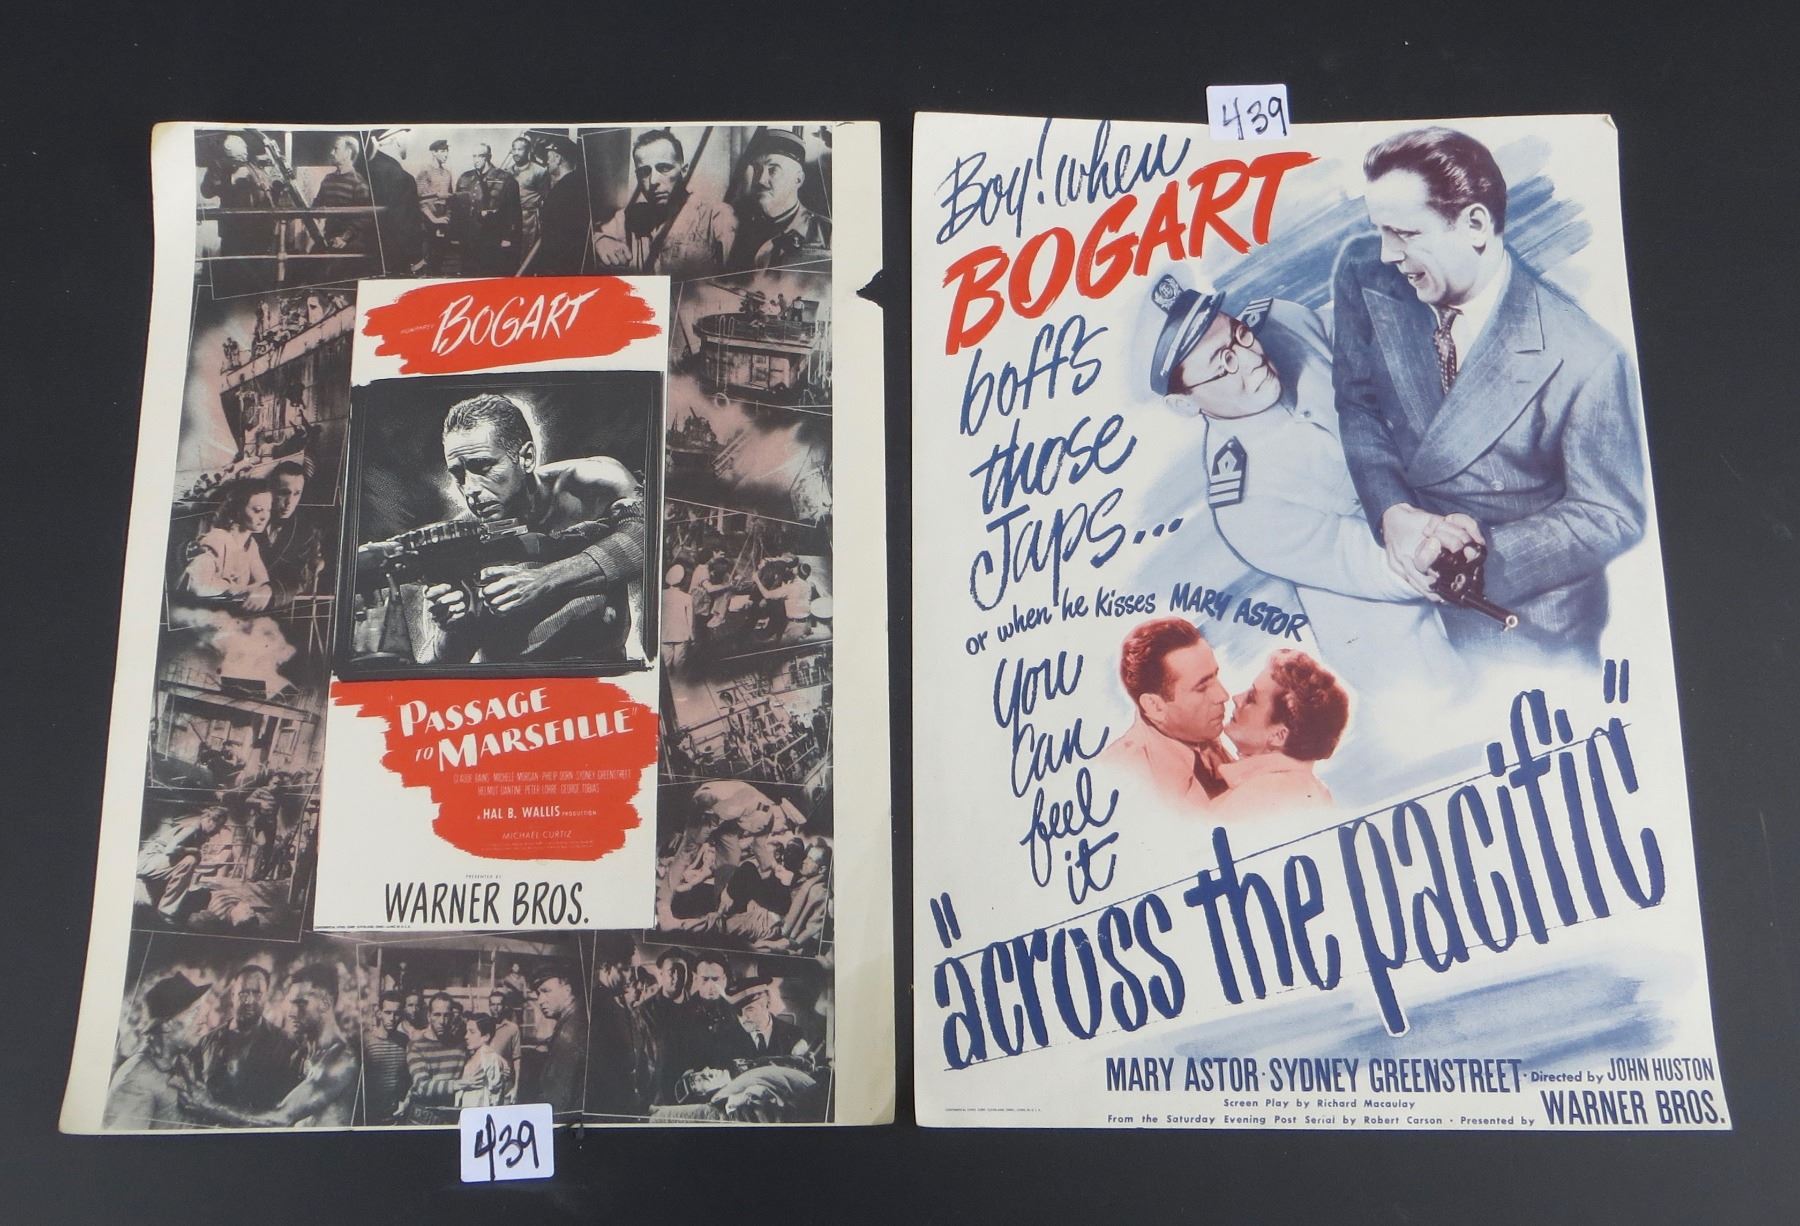 HUMPHREY BOGART
"PASSAGE
TO MARSEILLE"
CLAUDE RAINS · MICHELE MORGAN · PHILIP DORN · SYDNEY GREENSTREET
HELMUT DANTINE · PETER LORRE · GEORGE TOBIAS
A HAL B. WALLIS PRODUCTION
MICHAEL CURTIZ
PRESENTED BY
WARNER BROS.
439
439
Boy! when
BOGART
boffs
those
Japs...
or when he kisses MARY ASTOR
you
can
feel
it
"across the pacific"
MARY ASTOR · SYDNEY GREENSTREET · Directed by JOHN HUSTON
Screen Play by Richard Macaulay
From the Saturday Evening Post Serial by Robert Carson · Presented by WARNER BROS.